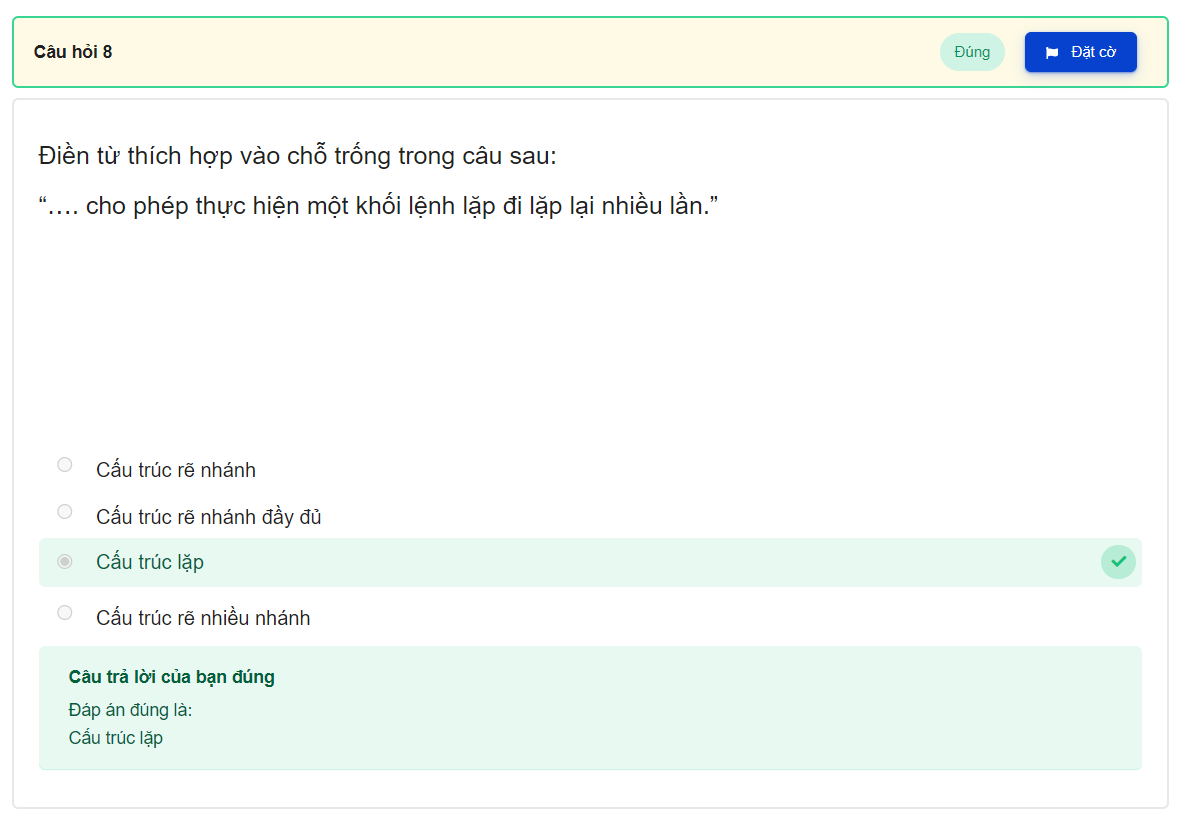 Câu hỏi 8
Đúng
Đặt cờ
Điền từ thích hợp vào chỗ trống trong câu sau:
“…. cho phép thực hiện một khối lệnh lặp đi lặp lại nhiều lần.”
Cấu trúc rẽ nhánh
Cấu trúc rẽ nhánh đầy đủ
Cấu trúc lặp
Cấu trúc rẽ nhiều nhánh
Câu trả lời của bạn đúng
Đáp án đúng là:
Cấu trúc lặp